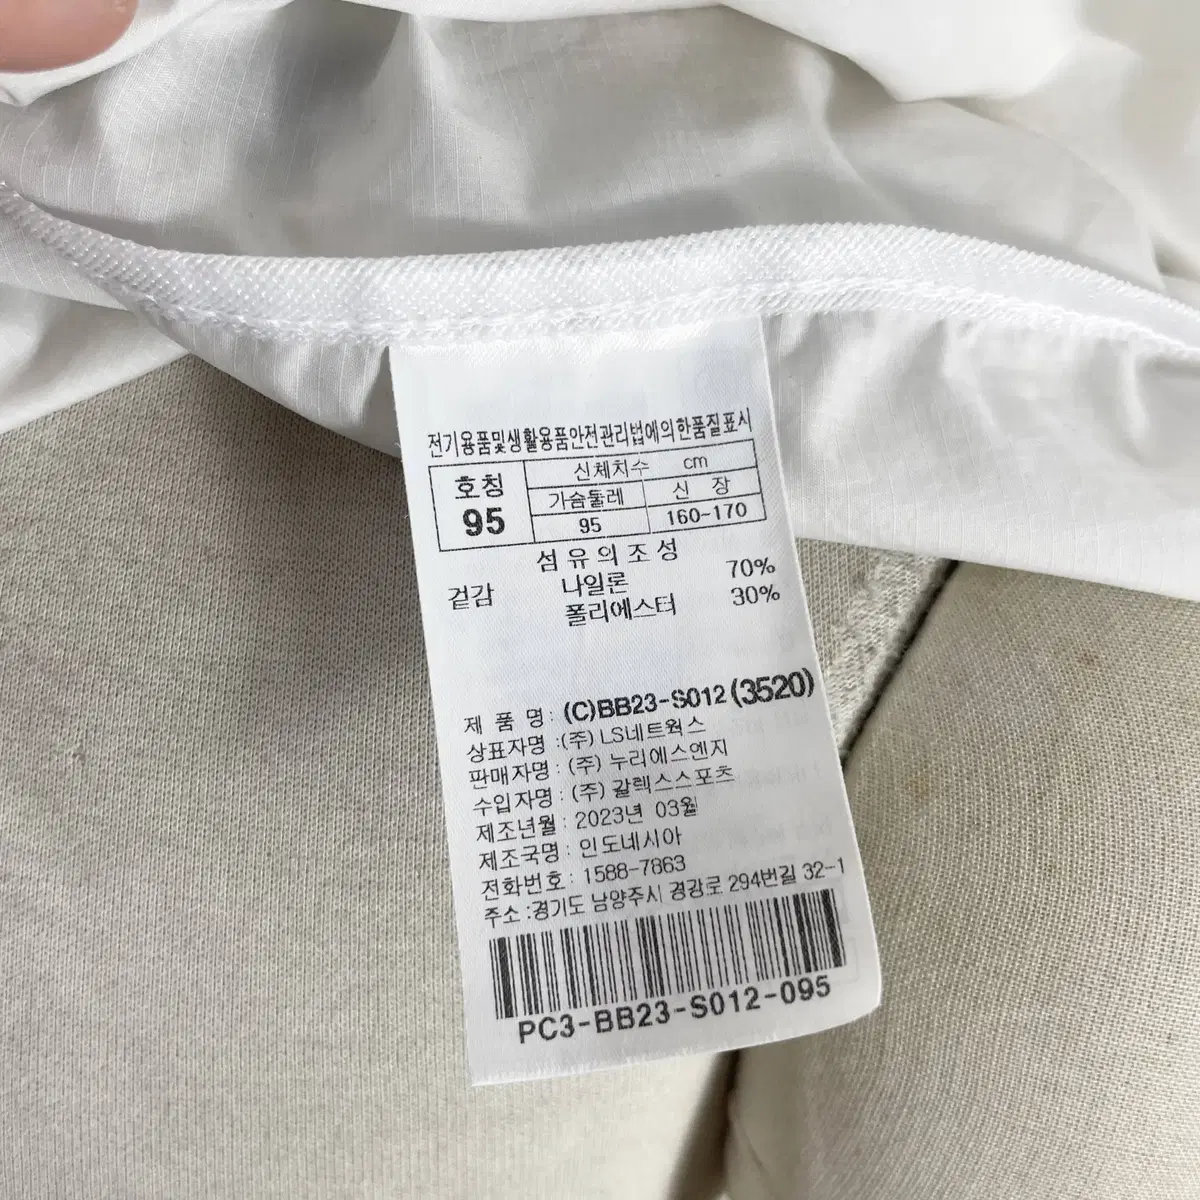 전기용품및생활용품안전관리법에의한품질표시
호칭 신체치수 cm
95 가슴둘레 신 장
95 160-170
섬유의조성
겉감 나일론 70%
폴리에스터 30%
제 품 명: (C)BB23-S012(3520)
상표자명 :(주) LS네트웍스
판매자명: (주) 누리에스엔지
수입자명 : (주) 갈렉스스포츠
제조년월 : 2023년 03월
제조국명 : 인도네시아
전화번호 : 1588-7863
주소 :경기도 남양주시 경강로 294번길 32-1
PC3-BB23-S012-095